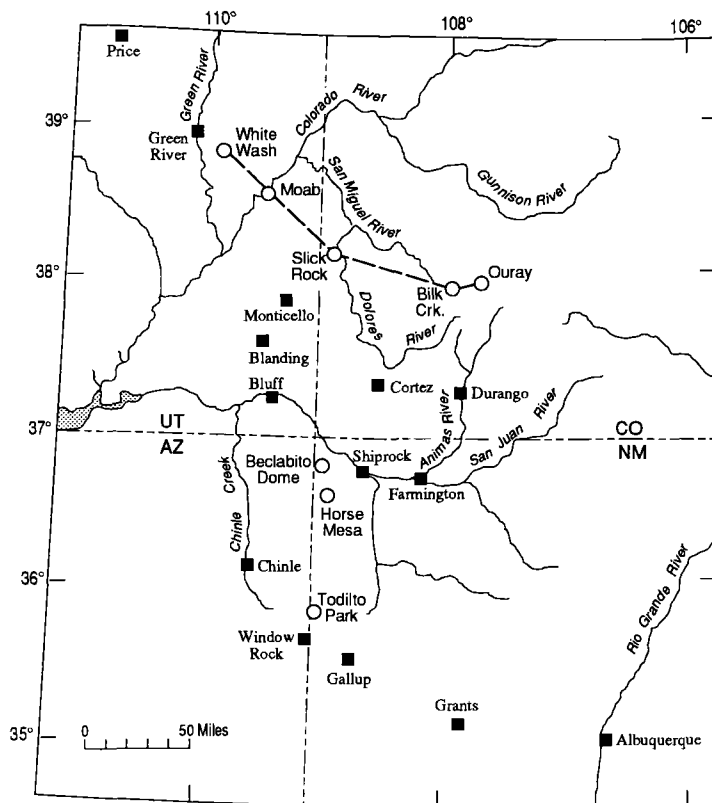 110°
108°
106°
39°
Price
Green River
Green
River
White
Wash
Colorado
River
Moab
San Miguel River
Gunnison River
38°
Slick
Rock
Ouray
Bilk
Crk.
Monticello
Dolores
River
Blanding
Bluff
Cortez
Durango
37°
UT
AZ
CO
NM
Animas River
San Juan
River
Beclabito
Dome
Shiprock
Farmington
Horse
Mesa
Chinle
Creek
Chinle
36°
Todilto
Park
Window
Rock
Gallup
Rio Grande River
Grants
35°
0
50 Miles
Albuquerque